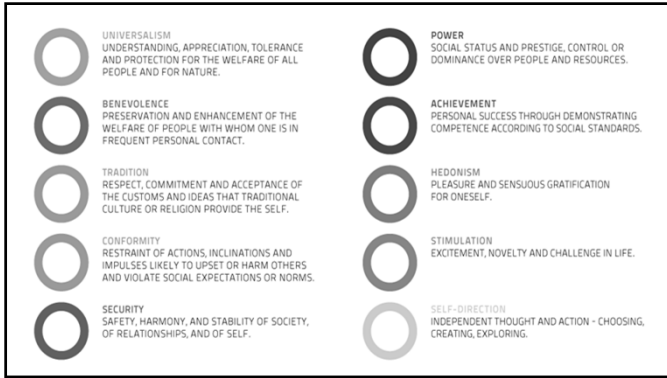 UNIVERSALISM
UNDERSTANDING, APPRECIATION, TOLERANCE
AND PROTECTION FOR THE WELFARE OF ALL
PEOPLE AND FOR NATURE.
BENEVOLENCE
PRESERVATION AND ENHANCEMENT OF THE
WELFARE OF PEOPLE WITH WHOM ONE IS IN
FREQUENT PERSONAL CONTACT.
TRADITION
RESPECT, COMMITMENT AND ACCEPTANCE OF
THE CUSTOMS AND IDEAS THAT TRADITIONAL
CULTURE OR RELIGION PROVIDE THE SELF.
CONFORMITY
RESTRAINT OF ACTIONS, INCLINATIONS AND
IMPULSES LIKELY TO UPSET OR HARM OTHERS
AND VIOLATE SOCIAL EXPECTATIONS OR NORMS.
SECURITY
SAFETY, HARMONY, AND STABILITY OF SOCIETY,
OF RELATIONSHIPS, AND OF SELF.
POWER
SOCIAL STATUS AND PRESTIGE, CONTROL OR
DOMINANCE OVER PEOPLE AND RESOURCES.
ACHIEVEMENT
PERSONAL SUCCESS THROUGH DEMONSTRATING
COMPETENCE ACCORDING TO SOCIAL STANDARDS.
HEDONISM
PLEASURE AND SENSUOUS GRATIFICATION
FOR ONESELF.
STIMULATION
EXCITEMENT, NOVELTY AND CHALLENGE IN LIFE.
SELF-DIRECTION
INDEPENDENT THOUGHT AND ACTION - CHOOSING,
CREATING, EXPLORING.